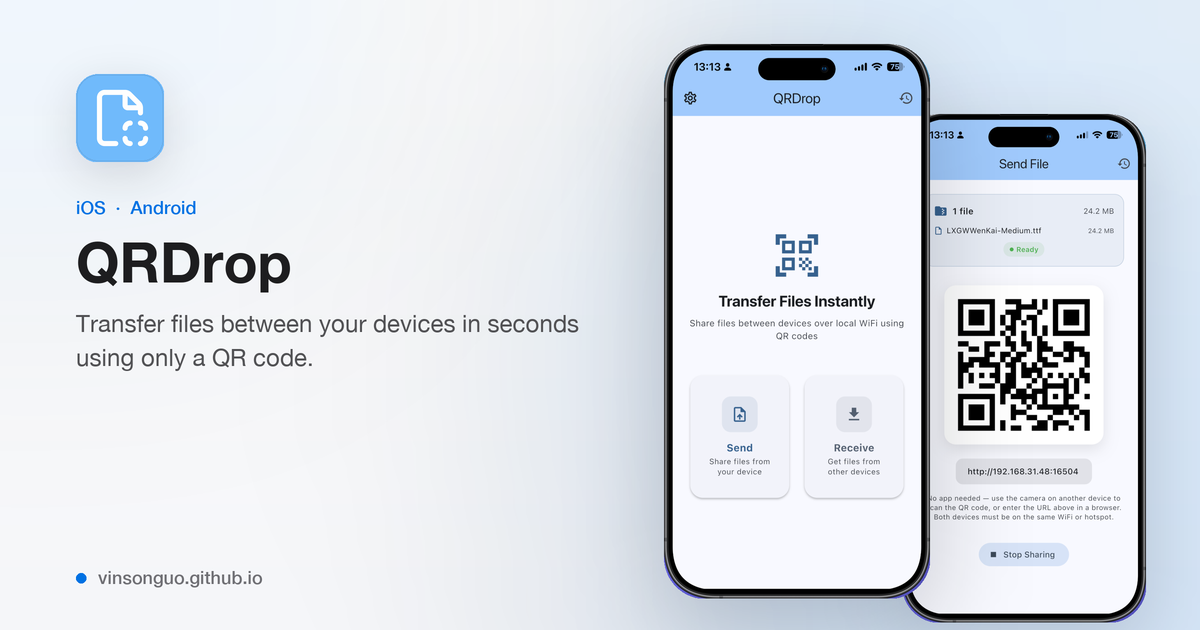 iOS · Android
QRDrop
Transfer files between your devices in seconds
using only a QR code.
vinsonguo.github.io
13:13
75
QRDrop
Transfer Files Instantly
Share files between devices over local WiFi using
QR codes
Send
Share files from
your device
Receive
Get files from
other devices
13:13
75
Send File
1 file 24.2 MB
LXGWWenKai-Medium.ttf 24.2 MB
Ready
http://192.168.31.48:16504
No app needed — use the camera on another device to
scan the QR code, or enter the URL above in a browser.
Both devices must be on the same WiFi or hotspot.
Stop Sharing